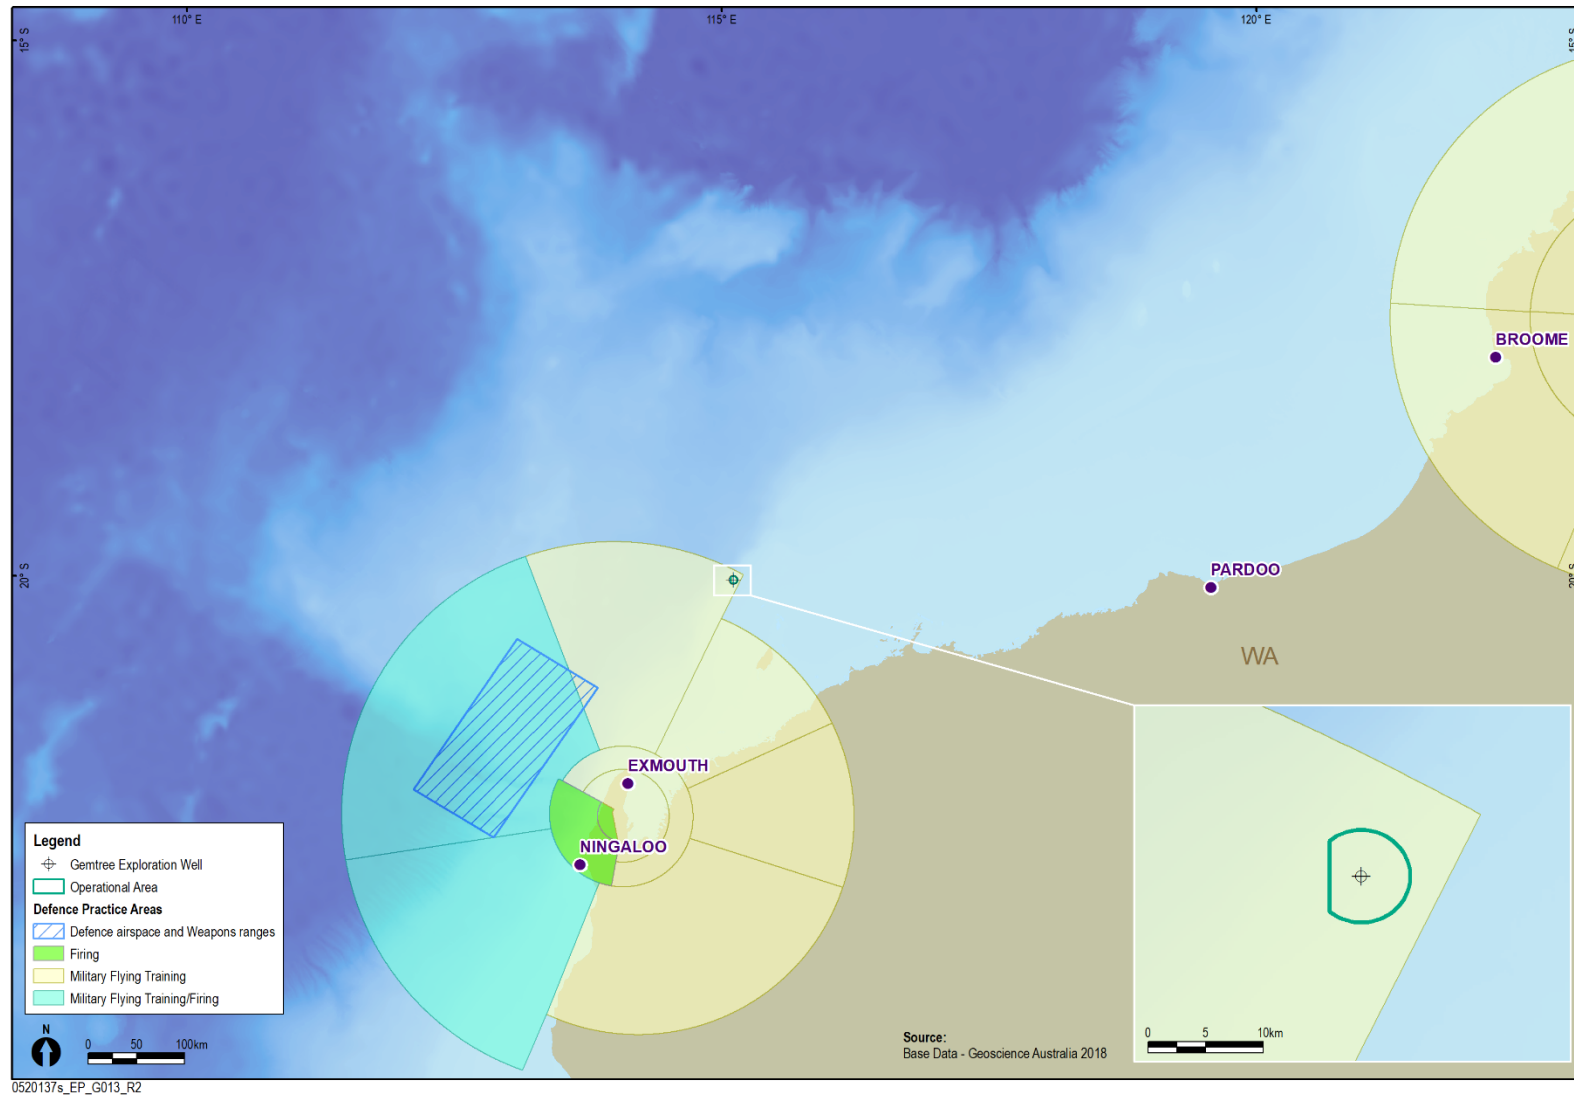 110° E
115° E
120° E
15° S
15° S
BROOME
20° S
20° S
PARDOO
WA
EXMOUTH
NINGALOO
Legend
Gemtree Exploration Well
Operational Area
Defence Practice Areas
Defence airspace and Weapons ranges
Firing
Military Flying Training
Military Flying Training/Firing
N
0 50 100km
Source:
Base Data - Geoscience Australia 2018
0 5 10km
0520137s_EP_G013_R2